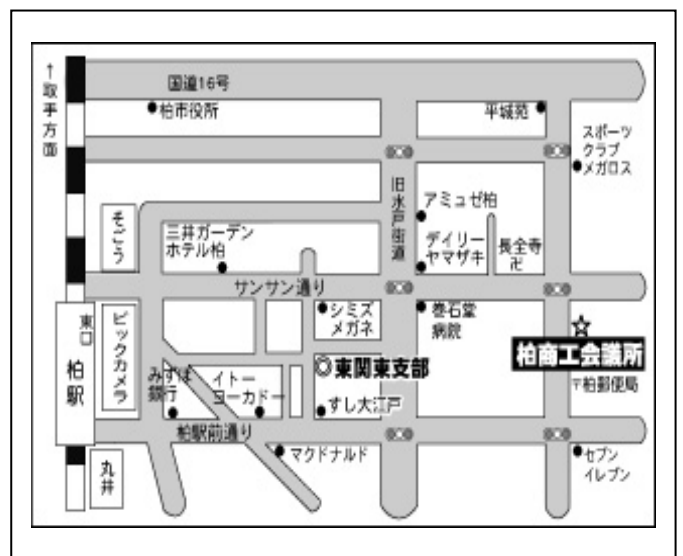 ↑取手方面
国道16号
●柏市役所
平城苑●
スポーツ
クラブ
●メガロス
旧水戸街道
そごう
三井ガーデン
ホテル柏
アミュゼ柏
デイリー
ヤマザキ
長全寺
卍
サンサン通り
東口
柏駅
ビックカメラ
シミズ
メガネ
巻石堂
病院
☆
柏商工会議所
〒柏郵便局
◎東関東支部
みずほ
銀行
イトー
ヨーカドー
すし大江戸
柏駅前通り
丸井
マクドナルド
セブン
イレブン